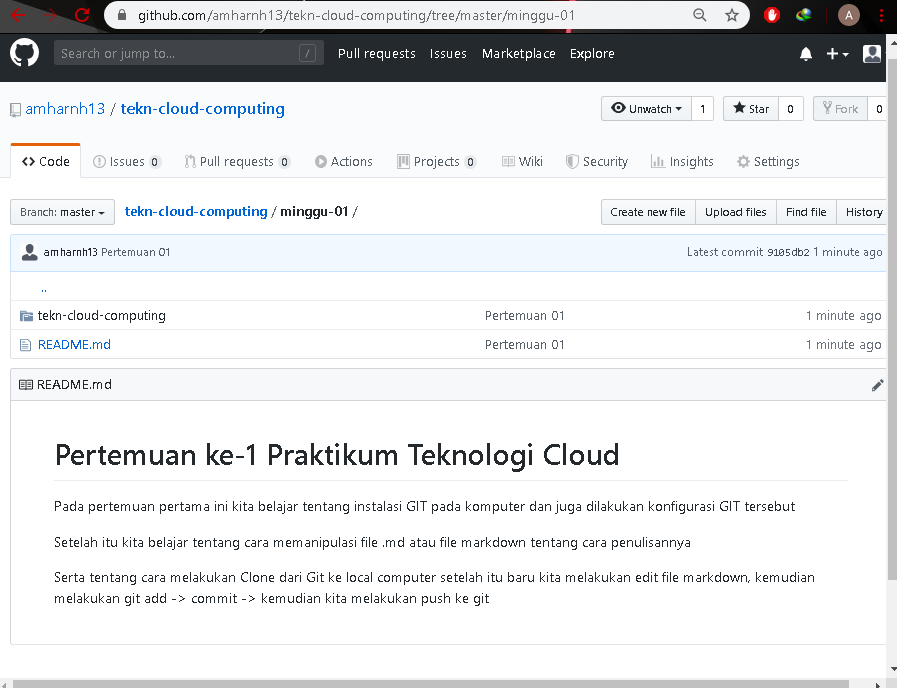 github.com/amharnh13/tekn-cloud-computing/tree/master/minggu-01
A
Search or jump to...
/
Pull requests Issues Marketplace Explore
amharnh13 / tekn-cloud-computing
Unwatch 1 Star 0 Fork 0
Code Issues 0 Pull requests 0 Actions Projects 0 Wiki Security Insights Settings
Branch: master tekn-cloud-computing / minggu-01 / Create new file Upload files Find file History
amharnh13 Pertemuan 01 Latest commit 9105db2 1 minute ago
..
tekn-cloud-computing Pertemuan 01 1 minute ago
README.md Pertemuan 01 1 minute ago
README.md
Pertemuan ke-1 Praktikum Teknologi Cloud
Pada pertemuan pertama ini kita belajar tentang instalasi GIT pada komputer dan juga dilakukan konfigurasi GIT tersebut
Setelah itu kita belajar tentang cara memanipulasi file .md atau file markdown tentang cara penulisannya
Serta tentang cara melakukan Clone dari Git ke local computer setelah itu baru kita melakukan edit file markdown, kemudian
melakukan git add -> commit -> kemudian kita melakukan push ke git